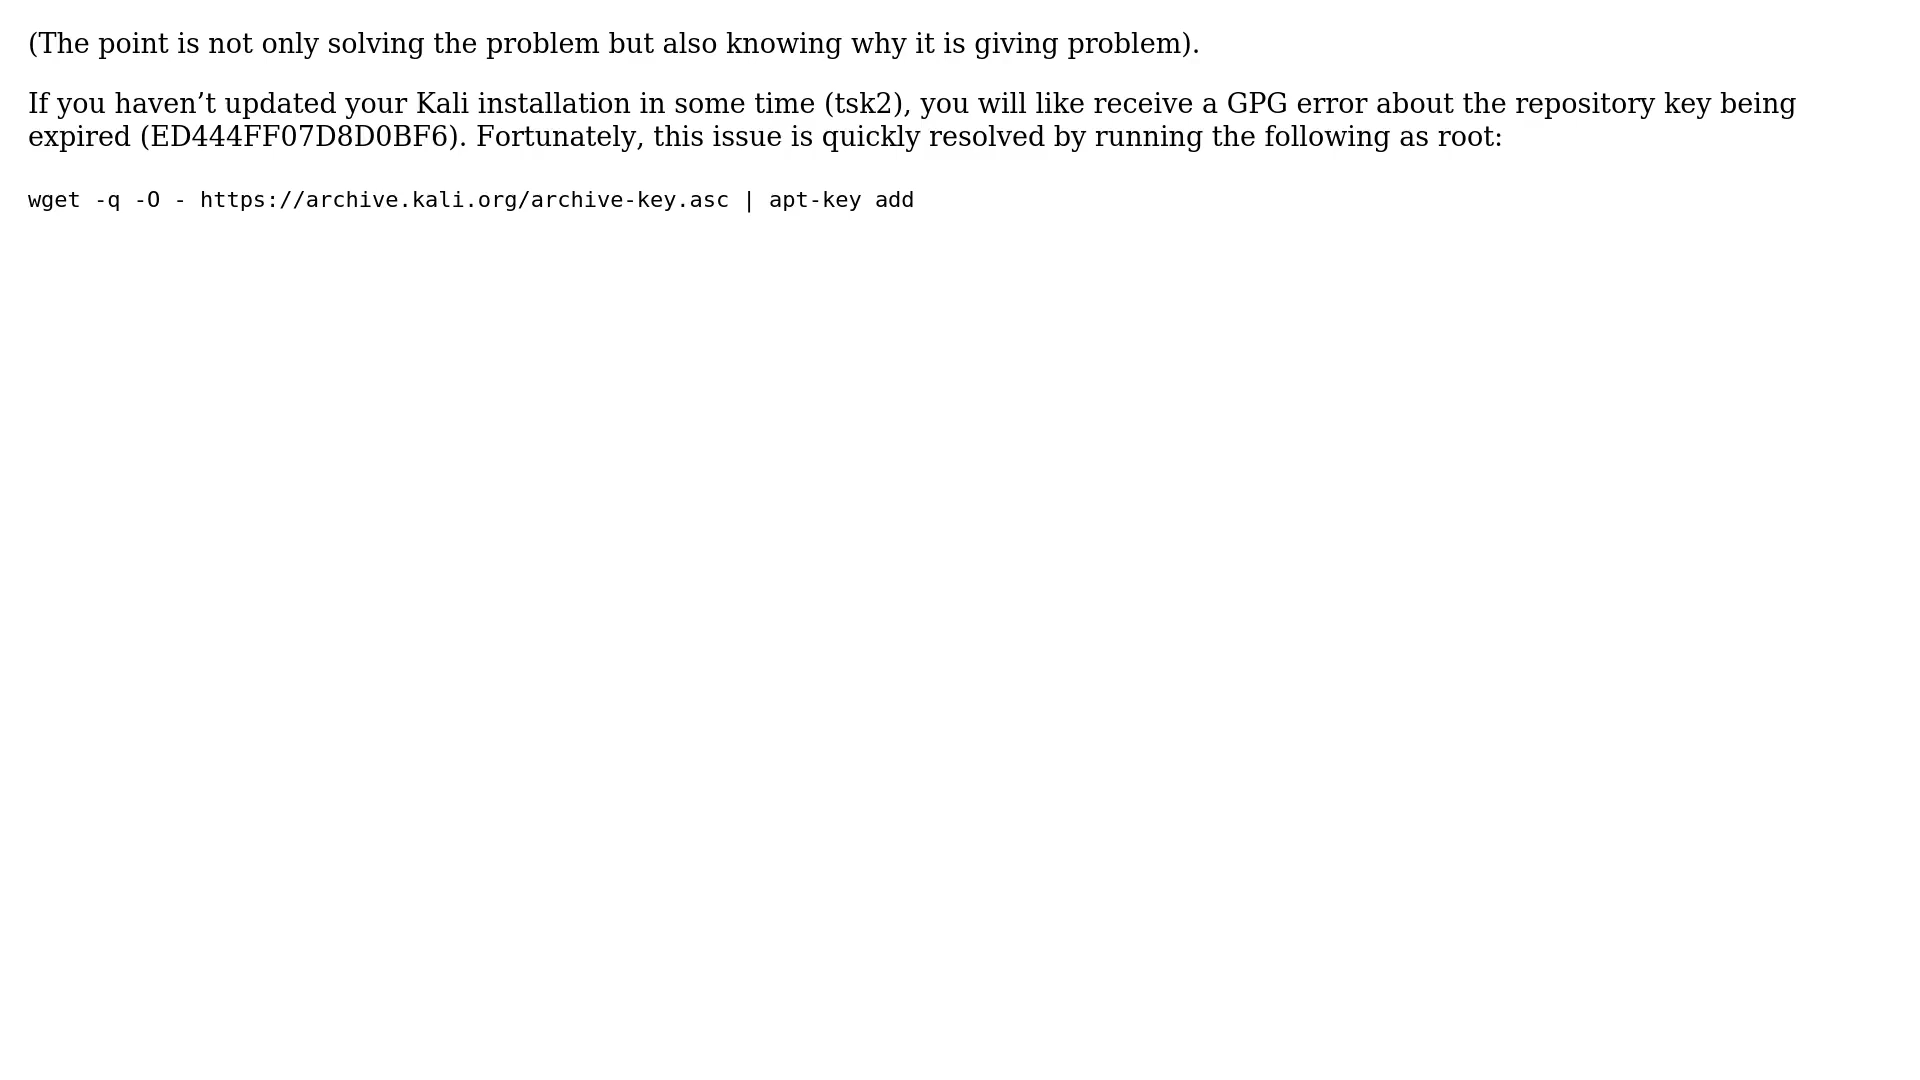 (The point is not only solving the problem but also knowing why it is giving problem).
If you haven’t updated your Kali installation in some time (tsk2), you will like receive a GPG error about the repository key being
expired (ED444FF07D8D0BF6). Fortunately, this issue is quickly resolved by running the following as root:
wget -q -O - https://archive.kali.org/archive-key.asc | apt-key add